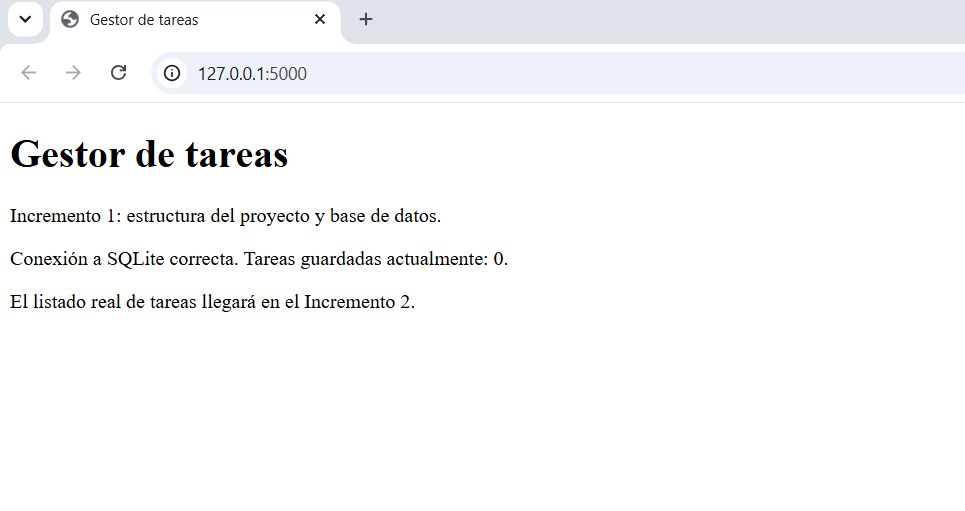 Gestor de tareas
127.0.0.1:5000
Gestor de tareas
Incremento 1: estructura del proyecto y base de datos.
Conexión a SQLite correcta. Tareas guardadas actualmente: 0.
El listado real de tareas llegará en el Incremento 2.